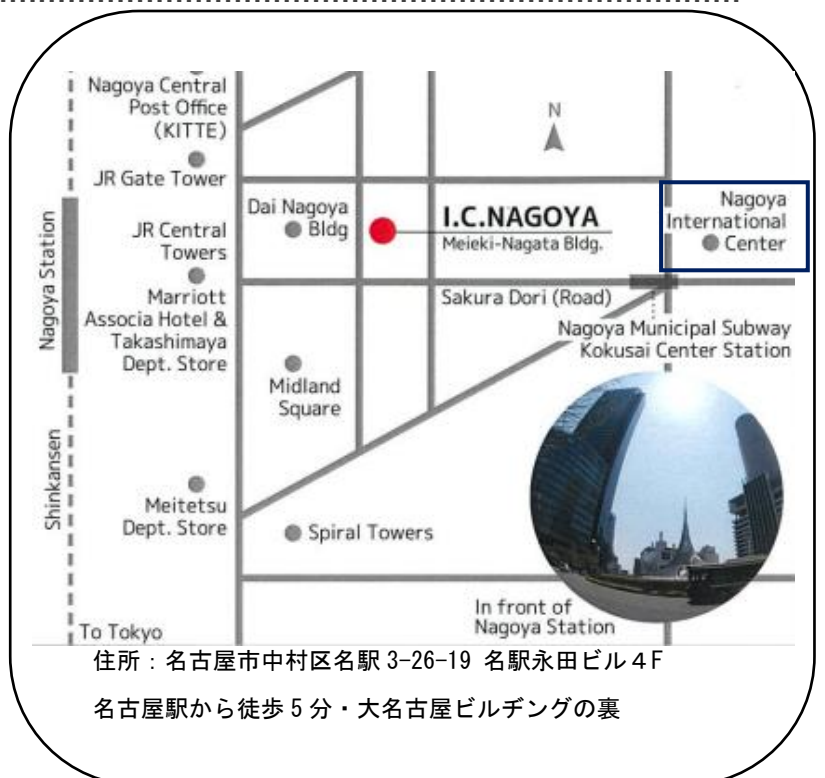 Nagoya Central
Post Office
(KITTE)
N
JR Gate Tower
Nagoya
International
Center
Dai Nagoya
Bldg
I.C.NAGOYA
Meieki-Nagata Bldg.
JR Central
Towers
Nagoya Station
Marriott
Associa Hotel &
Takashimaya
Dept. Store
Sakura Dori (Road)
Nagoya Municipal Subway
Kokusai Center Station
Midland
Square
Shinkansen
Meitetsu
Dept. Store
Spiral Towers
In front of
Nagoya Station
To Tokyo
住所：名古屋市中村区名駅 3-26-19 名駅永田ビル４F
名古屋駅から徒歩 5 分・大名古屋ビルヂングの裏